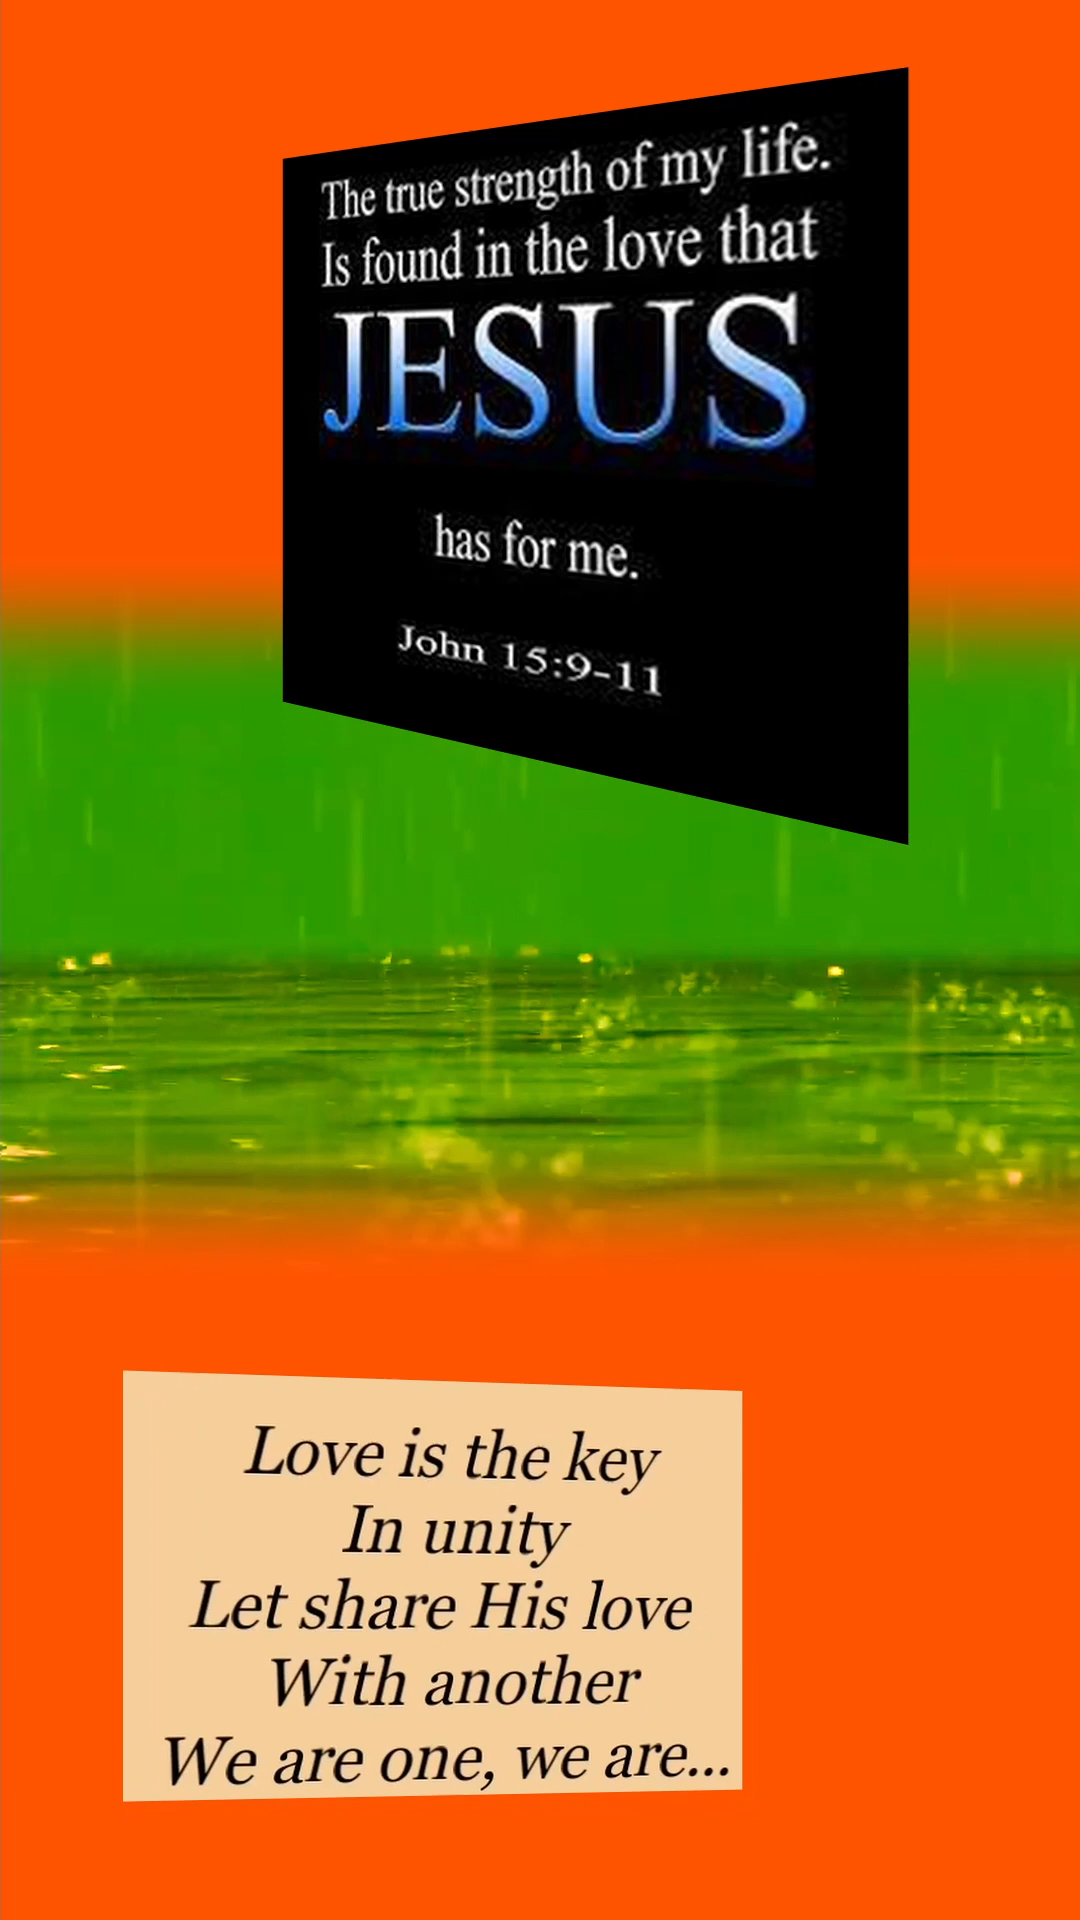 The true strength of my life.
Is found in the love that
JESUS
has for me.
John 15:9-11
Love is the key
In unity
Let share His love
With another
We are one, we are...